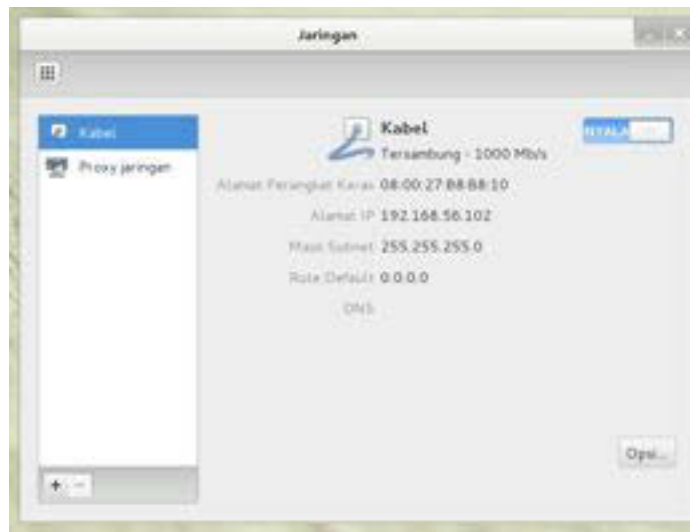 Jaringan
Kabel
Proxy jaringan
Kabel
NYALA
Tersambung - 1000 Mb/s
Alamat Perangkat Keras 08:00:27:B8:B8:10
Alamat IP 192.168.56.102
Mask Subnet 255.255.255.0
Rute Default 0.0.0.0
DNS
Opsi...